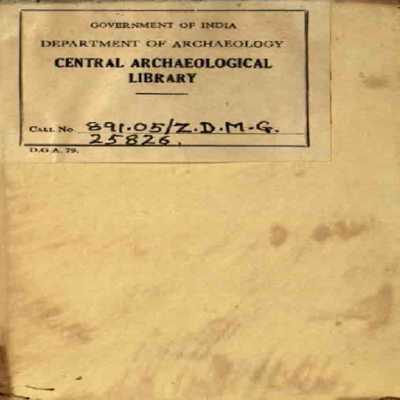 GOVERNMENT OF INDIA
DEPARTMENT OF ARCHAEOLOGY
CENTRAL ARCHAEOLOGICAL
LIBRARY
CALL No 891.05/Z.D.M.G.
25826.
D.G A. 79.